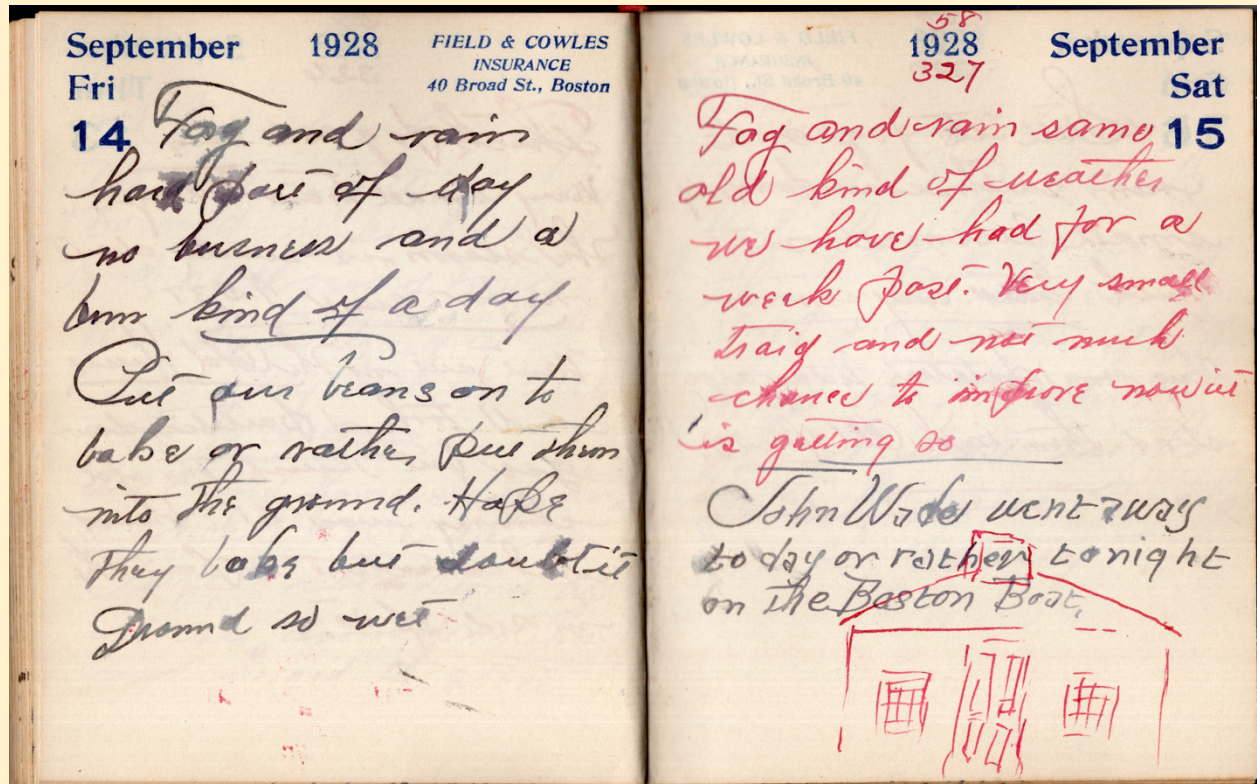 September 1928 FIELD & COWLES
INSURANCE
Fri 40 Broad St., Boston
14 Fog and rain
hard part of day
no business and a
bum kind of a day
Put our beans on to
bake or rather put them
into the ground. Hope
they bake but doubt it
Ground so wet
58
1928 September
327
Sat
Fog and rain same 15
old kind of weather
we have had for a
week past. Very small
traid and not much
chance to improve now it
is getting so
John Wade went away
today or rather tonight
on the Boston Boat.